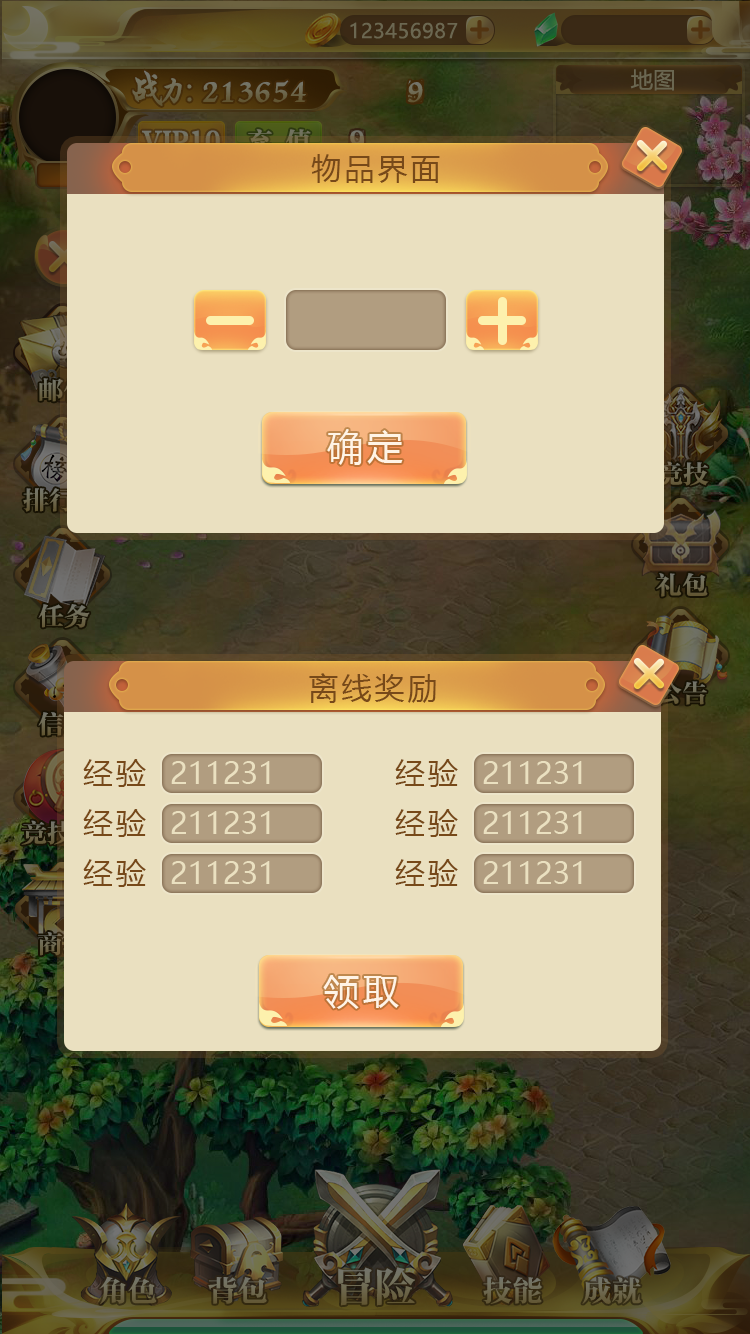 123456987
战力: 213654
9
地图
VIP10
充值
9
物品界面
确定
竞技
排行
礼包
任务
公告
离线奖励
经验 211231 经验 211231
经验 211231 经验 211231
经验 211231 经验 211231
竞技
领取
角色 背包 冒险 技能 成就